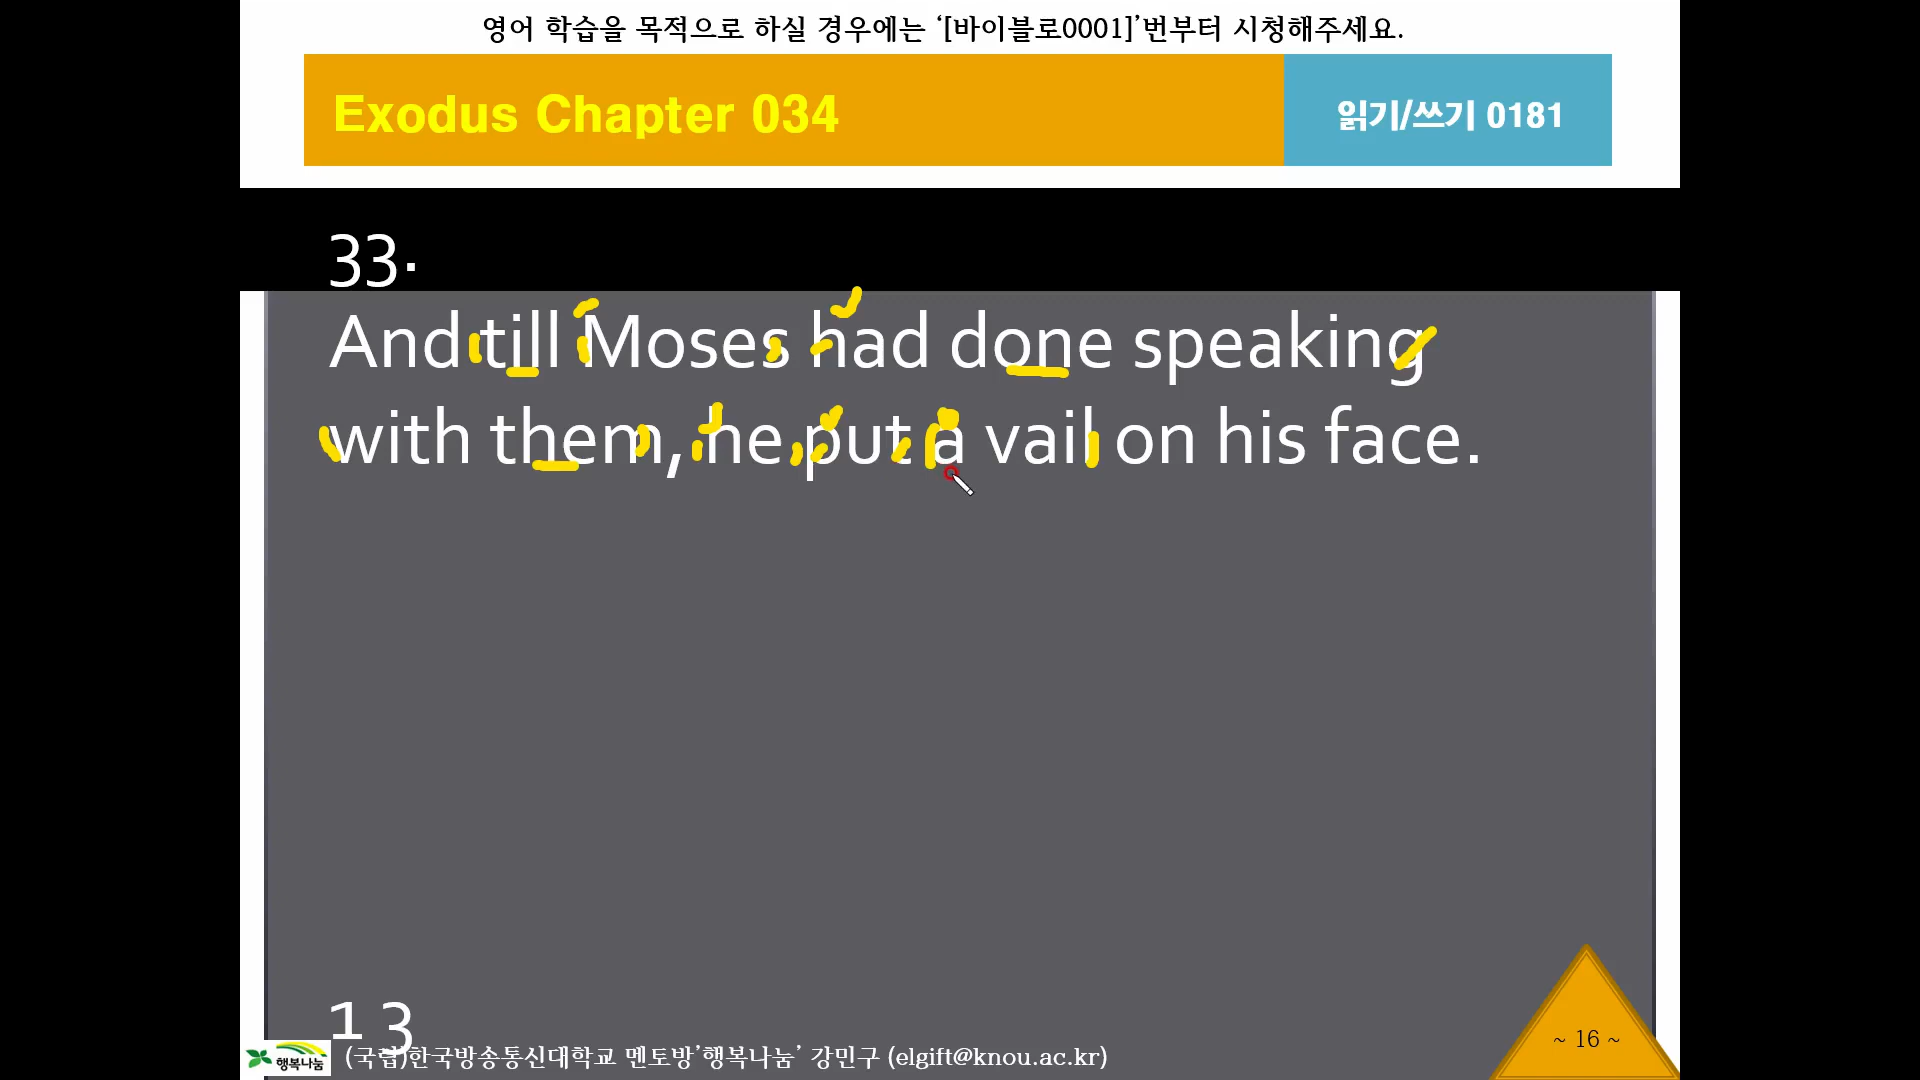 영어 학습을 목적으로 하실 경우에는 ‘[바이블로0001]’번부터 시청해주세요.
Exodus Chapter 034
읽기/쓰기 0181
33.
And till Moses had done speaking
with them, he put a vail on his face.
13
행복나눔
(국립)한국방송통신대학교 멘토방’행복나눔’ 강민구 (elgift@knou.ac.kr)
~ 16 ~